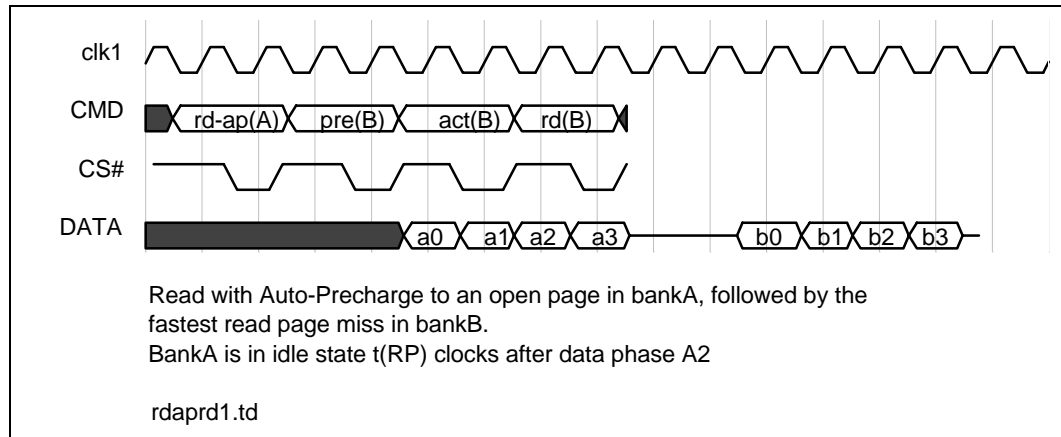 clk1
CMD rd-ap(A) pre(B) act(B) rd(B)
CS#
DATA a0 a1 a2 a3 b0 b1 b2 b3
Read with Auto-Precharge to an open page in bankA, followed by the
fastest read page miss in bankB.
BankA is in idle state t(RP) clocks after data phase A2
rdaprd1.td